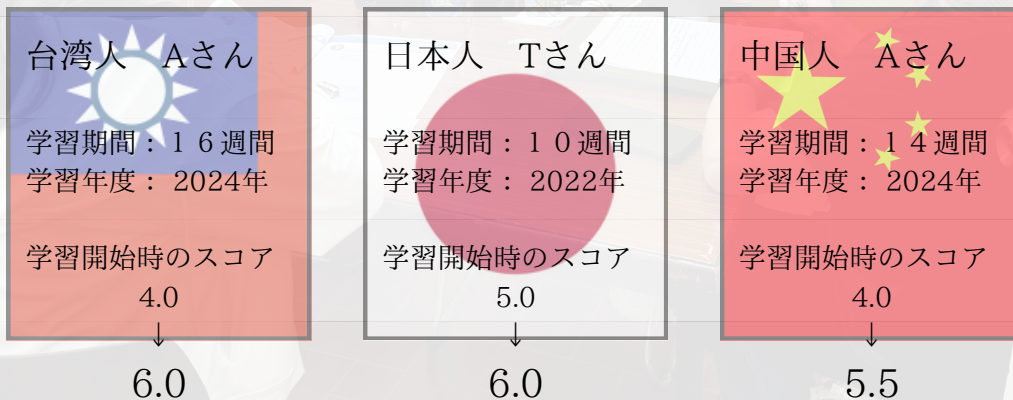 台湾人　Aさん
学習期間：１６週間
学習年度： 2024年
学習開始時のスコア
4.0
↓
6.0
日本人　Tさん
学習期間：１０週間
学習年度： 2022年
学習開始時のスコア
5.0
↓
6.0
中国人　Aさん
学習期間：１４週間
学習年度： 2024年
学習開始時のスコア
4.0
↓
5.5